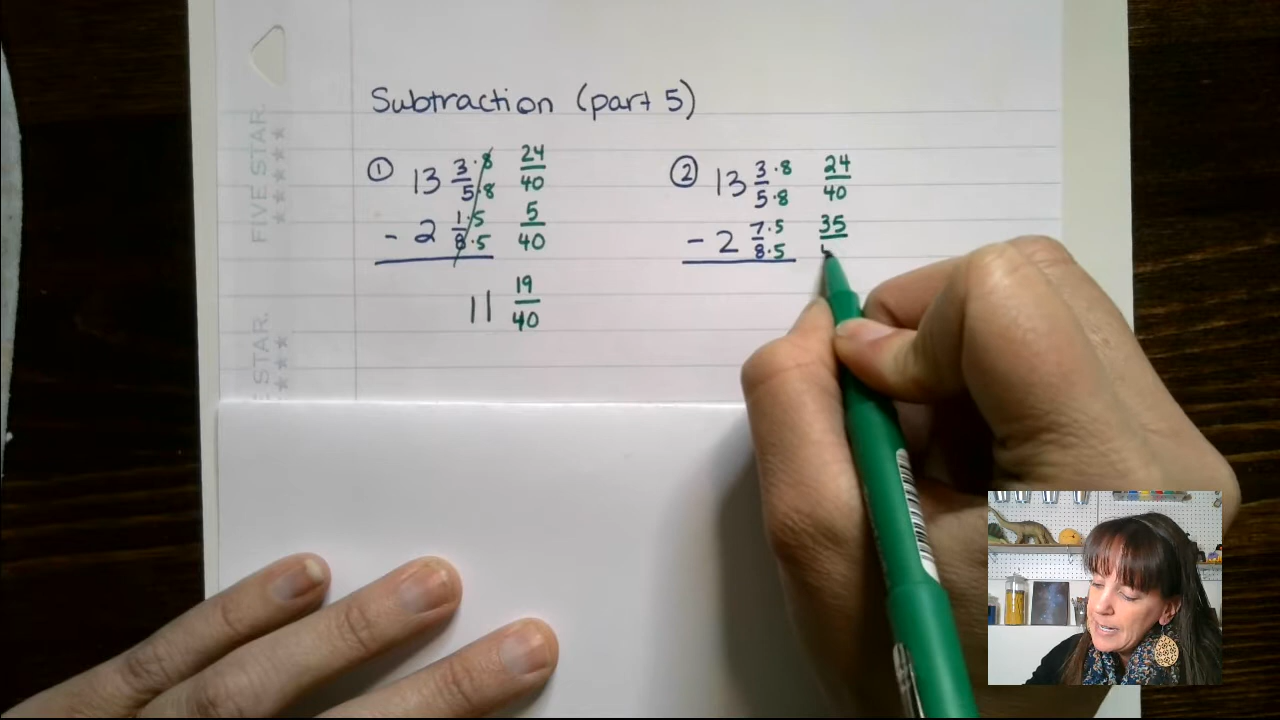 Subtraction (part 5)
① 13 3/5 ·8/·8 24/40
- 2 1/8 ·5/·5 5/40
11 19/40
② 13 3/5 ·8/·8 24/40
- 2 7/8 ·5/·5 35/
FIVE STAR.
STAR.